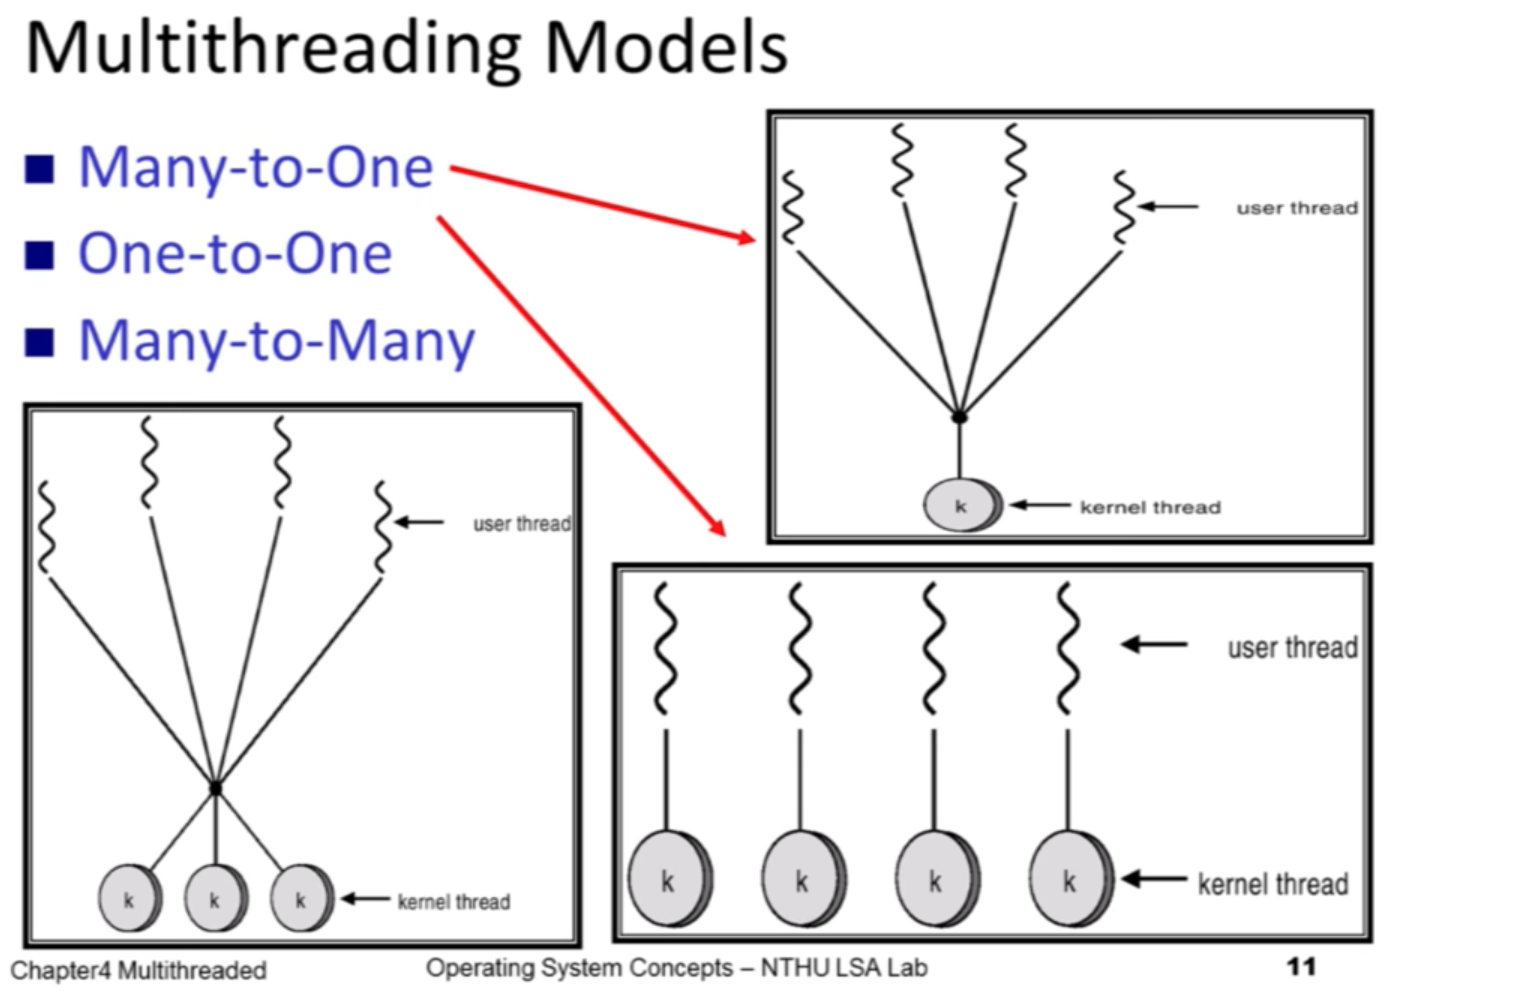 Multithreading Models
Many-to-One
One-to-One
Many-to-Many
user thread
k
kernel thread
user thread
k k k
kernel thread
user thread
k k k k
kernel thread
Chapter4 Multithreaded
Operating System Concepts – NTHU LSA Lab
11